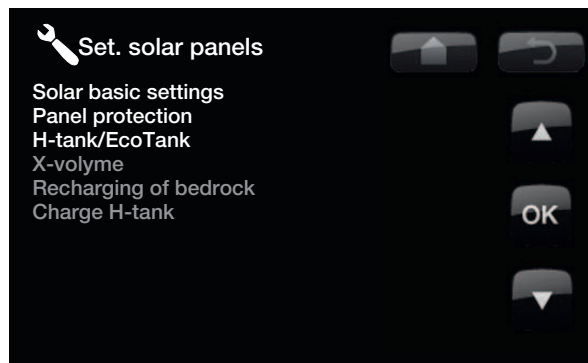 Set. solar panels
Solar basic settings
Panel protection
H-tank/EcoTank
X-volyme
Recharging of bedrock
Charge H-tank
OK